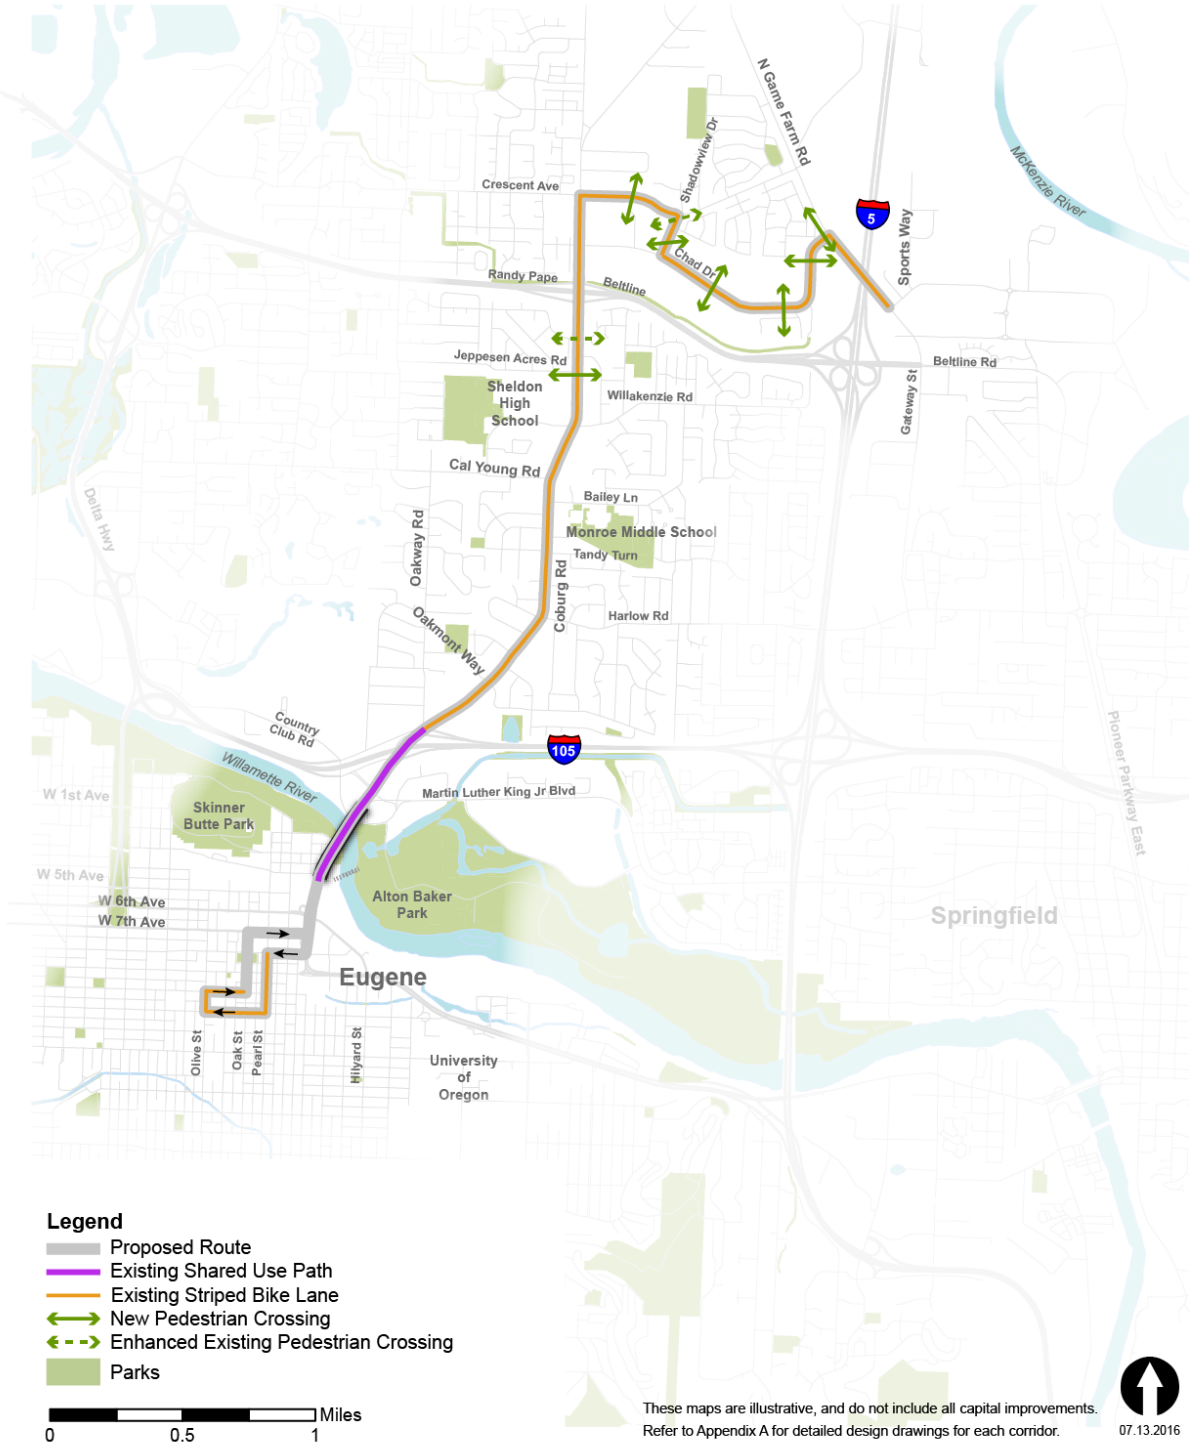 N Game Farm Rd
McKenzie River
Shadowview Dr
Crescent Ave
5
Sports Way
Chad Dr
Randy Pape
Beltline
Jeppesen Acres Rd
Beltline Rd
Sheldon
High
School
Willakenzie Rd
Gateway St
Cal Young Rd
Bailey Ln
Delta Hwy
Oakway Rd
Monroe Middle School
Tandy Turn
Coburg Rd
Harlow Rd
Oakmont Way
Country
Club Rd
105
Pioneer Parkway East
Willamette River
W 1st Ave
Martin Luther King Jr Blvd
Skinner
Butte Park
W 5th Ave
Alton Baker
Park
W 6th Ave
W 7th Ave
Springfield
Eugene
Olive St
Oak St
Pearl St
Hilyard St
University
of
Oregon
Legend
Proposed Route
Existing Shared Use Path
Existing Striped Bike Lane
New Pedestrian Crossing
Enhanced Existing Pedestrian Crossing
Parks
Miles
0 0.5 1
These maps are illustrative, and do not include all capital improvements.
Refer to Appendix A for detailed design drawings for each corridor.
07.13.2016